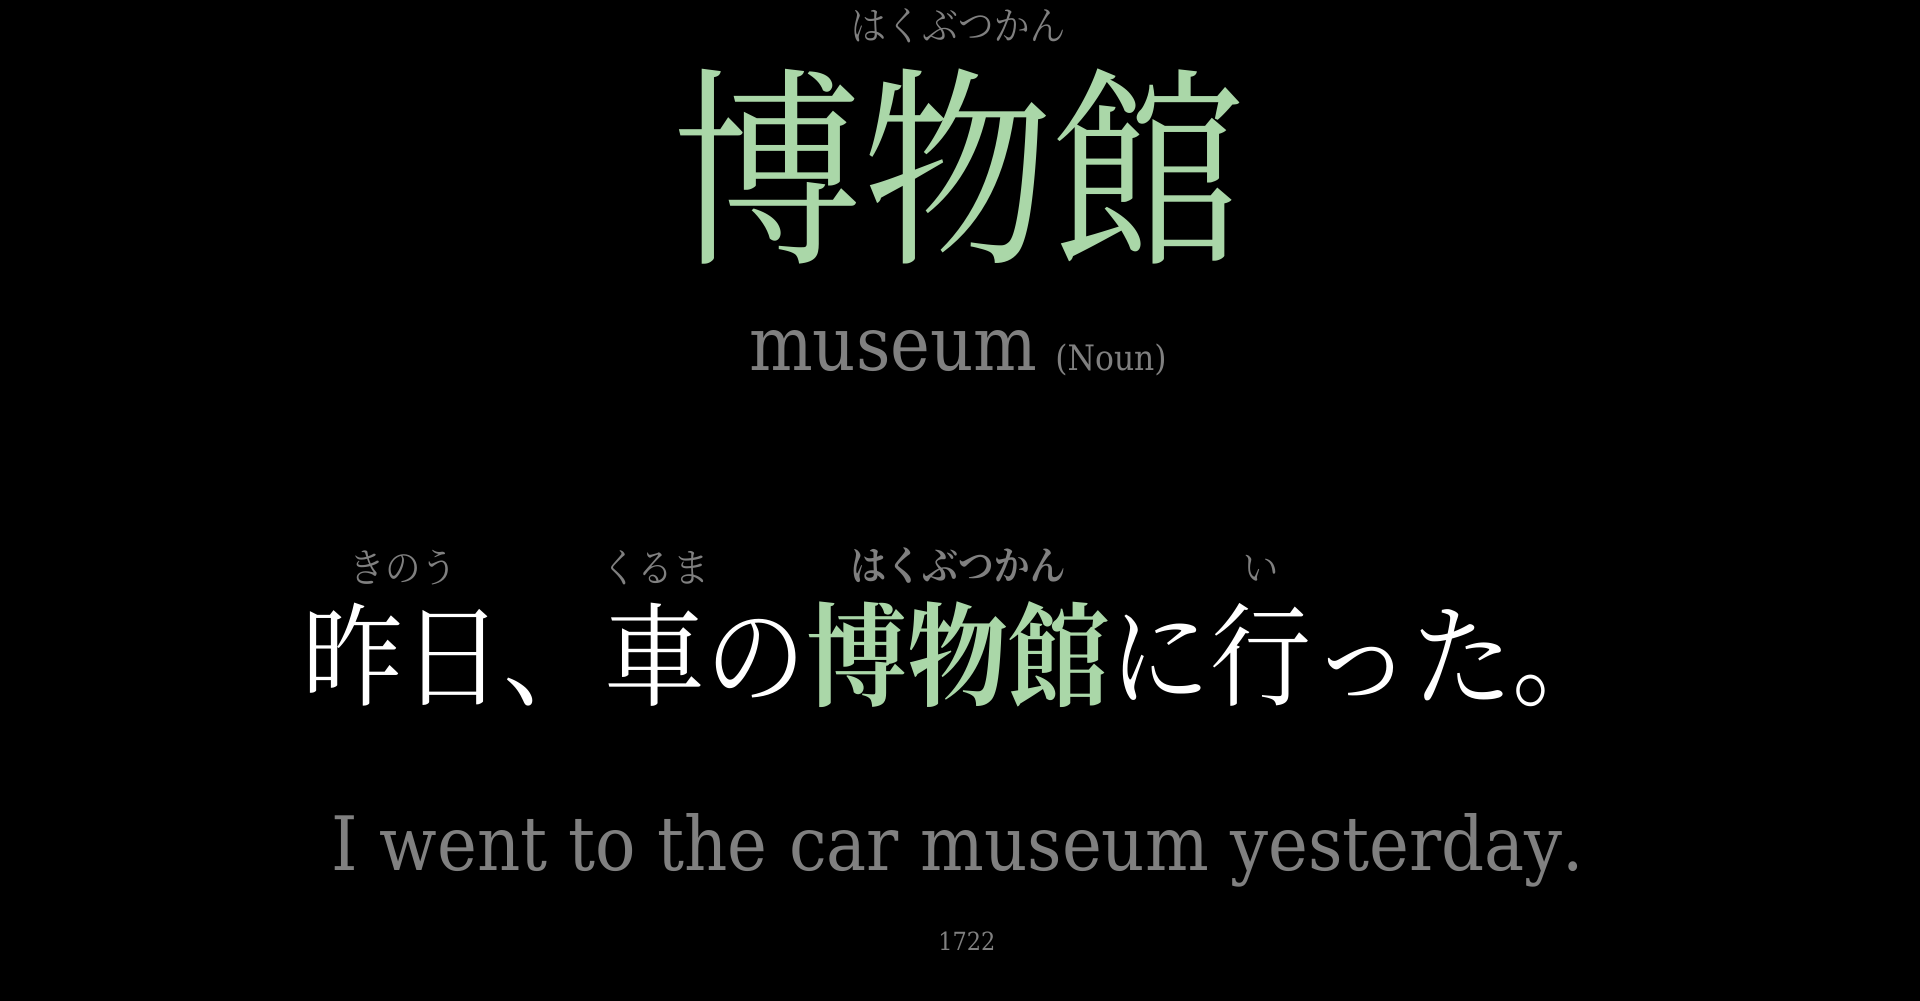 はくぶつかん
博物館
museum (Noun)
きのう くるま はくぶつかん い
昨日、車の博物館に行った。
I went to the car museum yesterday.
1722